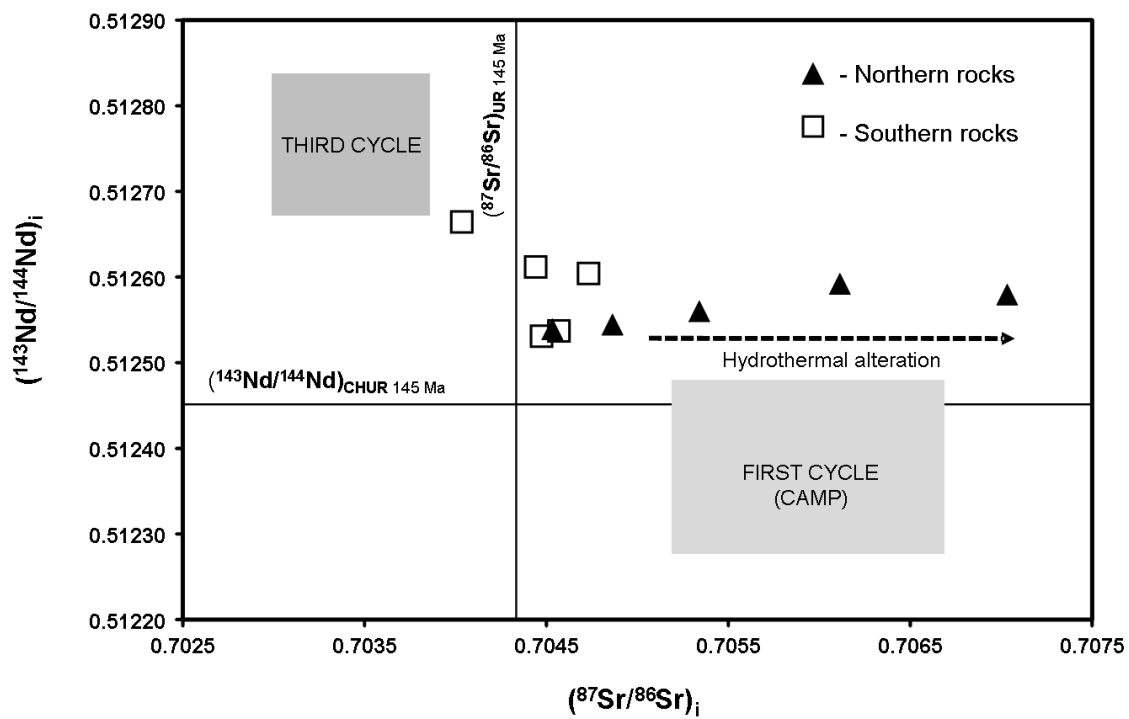 0.51290
0.51280
0.51270
0.51260
0.51250
0.51240
0.51230
0.51220
(143Nd/144Nd)i
THIRD CYCLE
(87Sr/86Sr)UR 145 Ma
- Northern rocks
- Southern rocks
Hydrothermal alteration
(143Nd/144Nd)CHUR 145 Ma
FIRST CYCLE
(CAMP)
0.7025 0.7035 0.7045 0.7055 0.7065 0.7075
(87Sr/86Sr)i